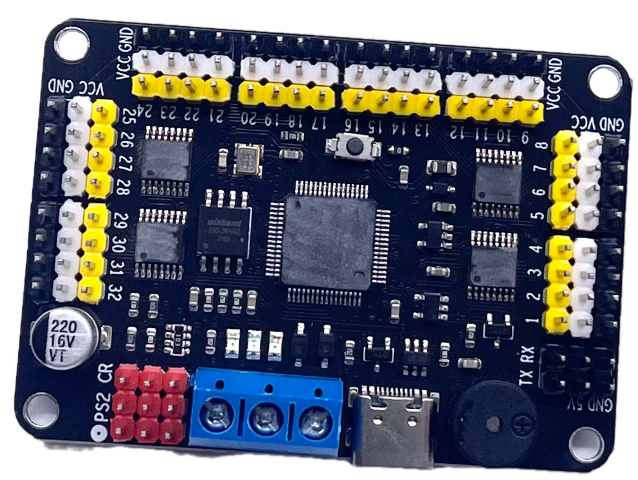 VCC GND
24 23 22 21
20 19 18 17
16 15 14 13
12 11 10 9
VCC GND
GND VCC
25
26
27
28
29
30
31
32
GND VCC
8
7
6
5
4
3
2
1
winbond
220
16V
VT
CR
PS2
TX RX
GND 5V